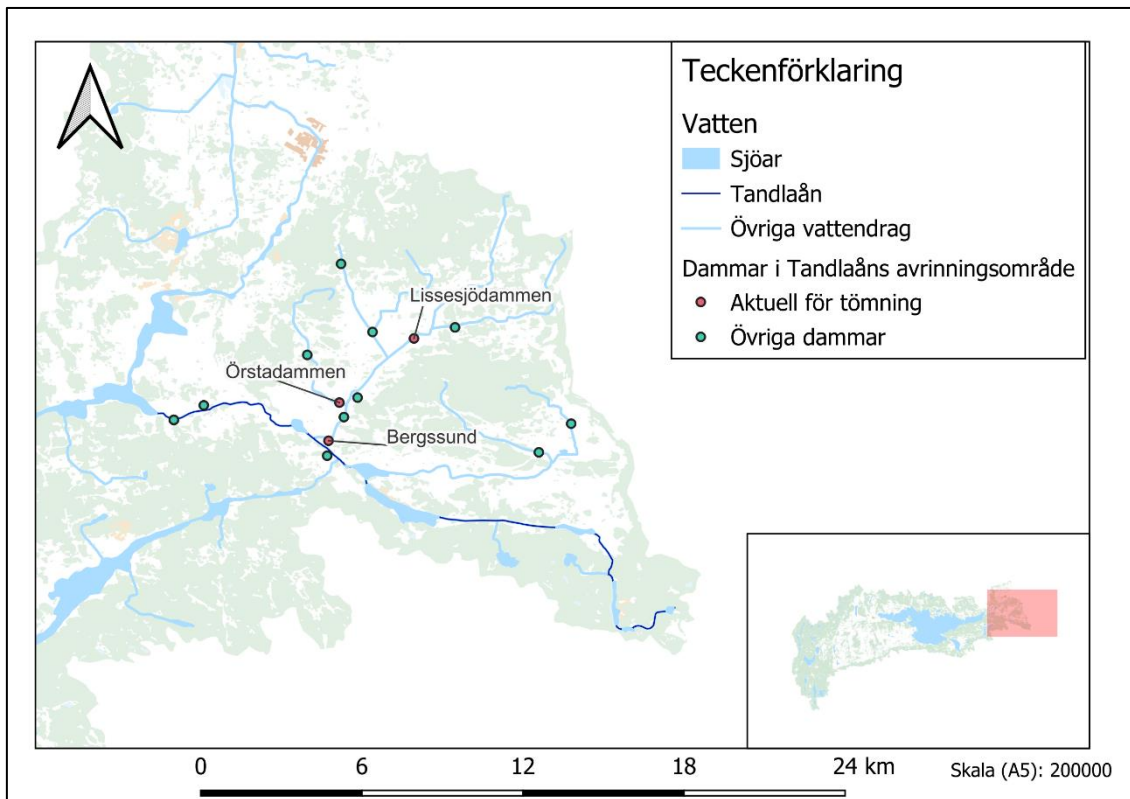 Teckenförklaring
Vatten
Sjöar
Tandlaån
Övriga vattendrag
Dammar i Tandlaåns avrinningsområde
Aktuell för tömning
Övriga dammar
Lissesjödammen
Örstadammen
Bergssund
0 6 12 18 24 km
Skala (A5): 200000